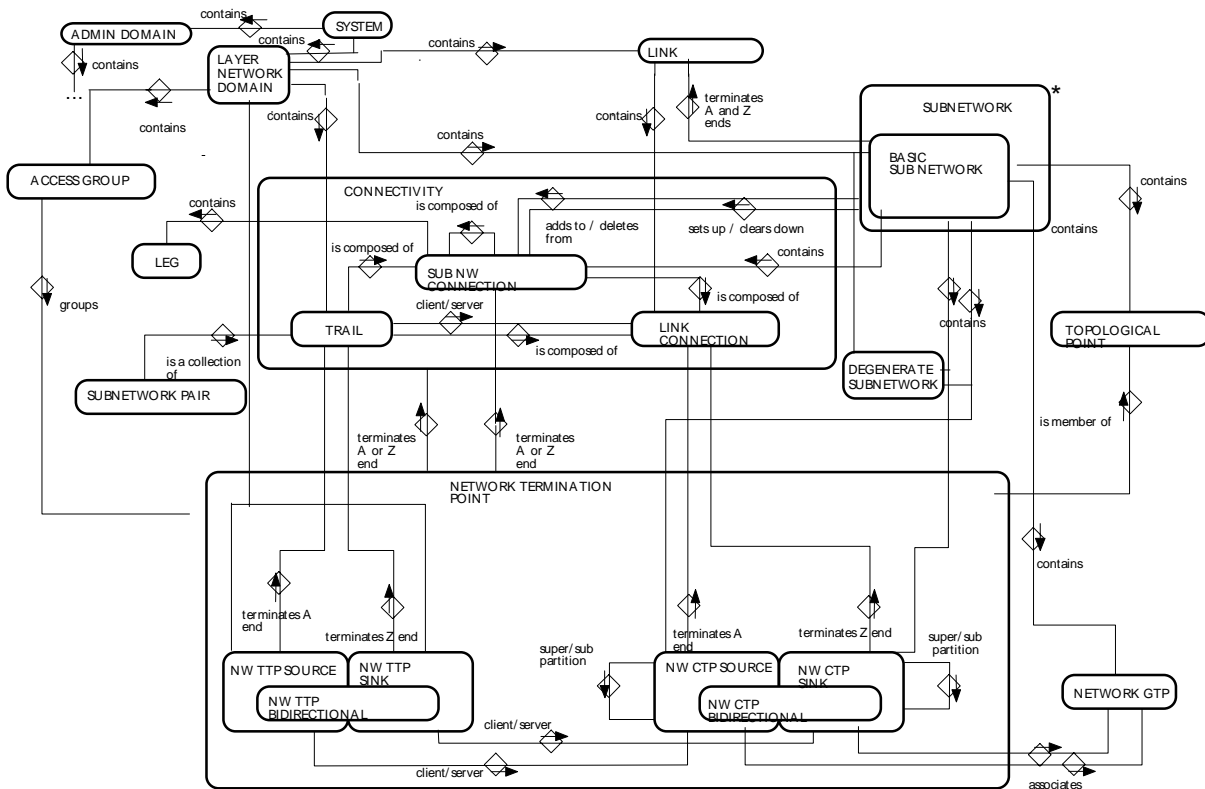 contains
SYSTEM
ADMIN DOMAIN
contains
contains
LINK
contains
LAYER
NETWORK
DOMAIN
...
contains
contains
contains
terminates
A and Z
ends
SUBNETWORK
*
contains
BASIC
SUB NETWORK
ACCESS GROUP
CONNECTIVITY
contains
contains
is composed of
adds to / deletes
from
sets up / clears down
contains
LEG
is composed of
SUB NW
CONNECTION
contains
groups
client/ server
is composed of
TRAIL
LINK
CONNECTION
contains
TOPOLOGICAL
POINT
is a collection
of
is composed of
DEGENERATE
SUBNETWORK
SUBNETWORK PAIR
is member of
terminates
A or Z
end
terminates
A or Z
end
NETWORK TERMINATION
POINT
contains
terminates A
end
terminates Z end
terminates A
end
terminates Z end
super/ sub
partition
super/ sub
partition
NW TTP SOURCE
NW TTP
SINK
NW TTP
BIDIRECTIONAL
NW CTP SOURCE
NW CTP
SINK
NW CTP
BIDIRECTIONAL
NETWORK GTP
client/server
client/server
associates